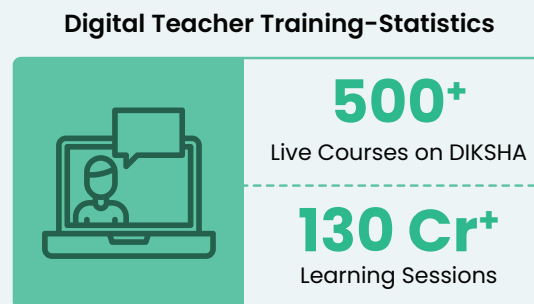 Digital Teacher Training-Statistics
500+
Live Courses on DIKSHA
130 Cr+
Learning Sessions